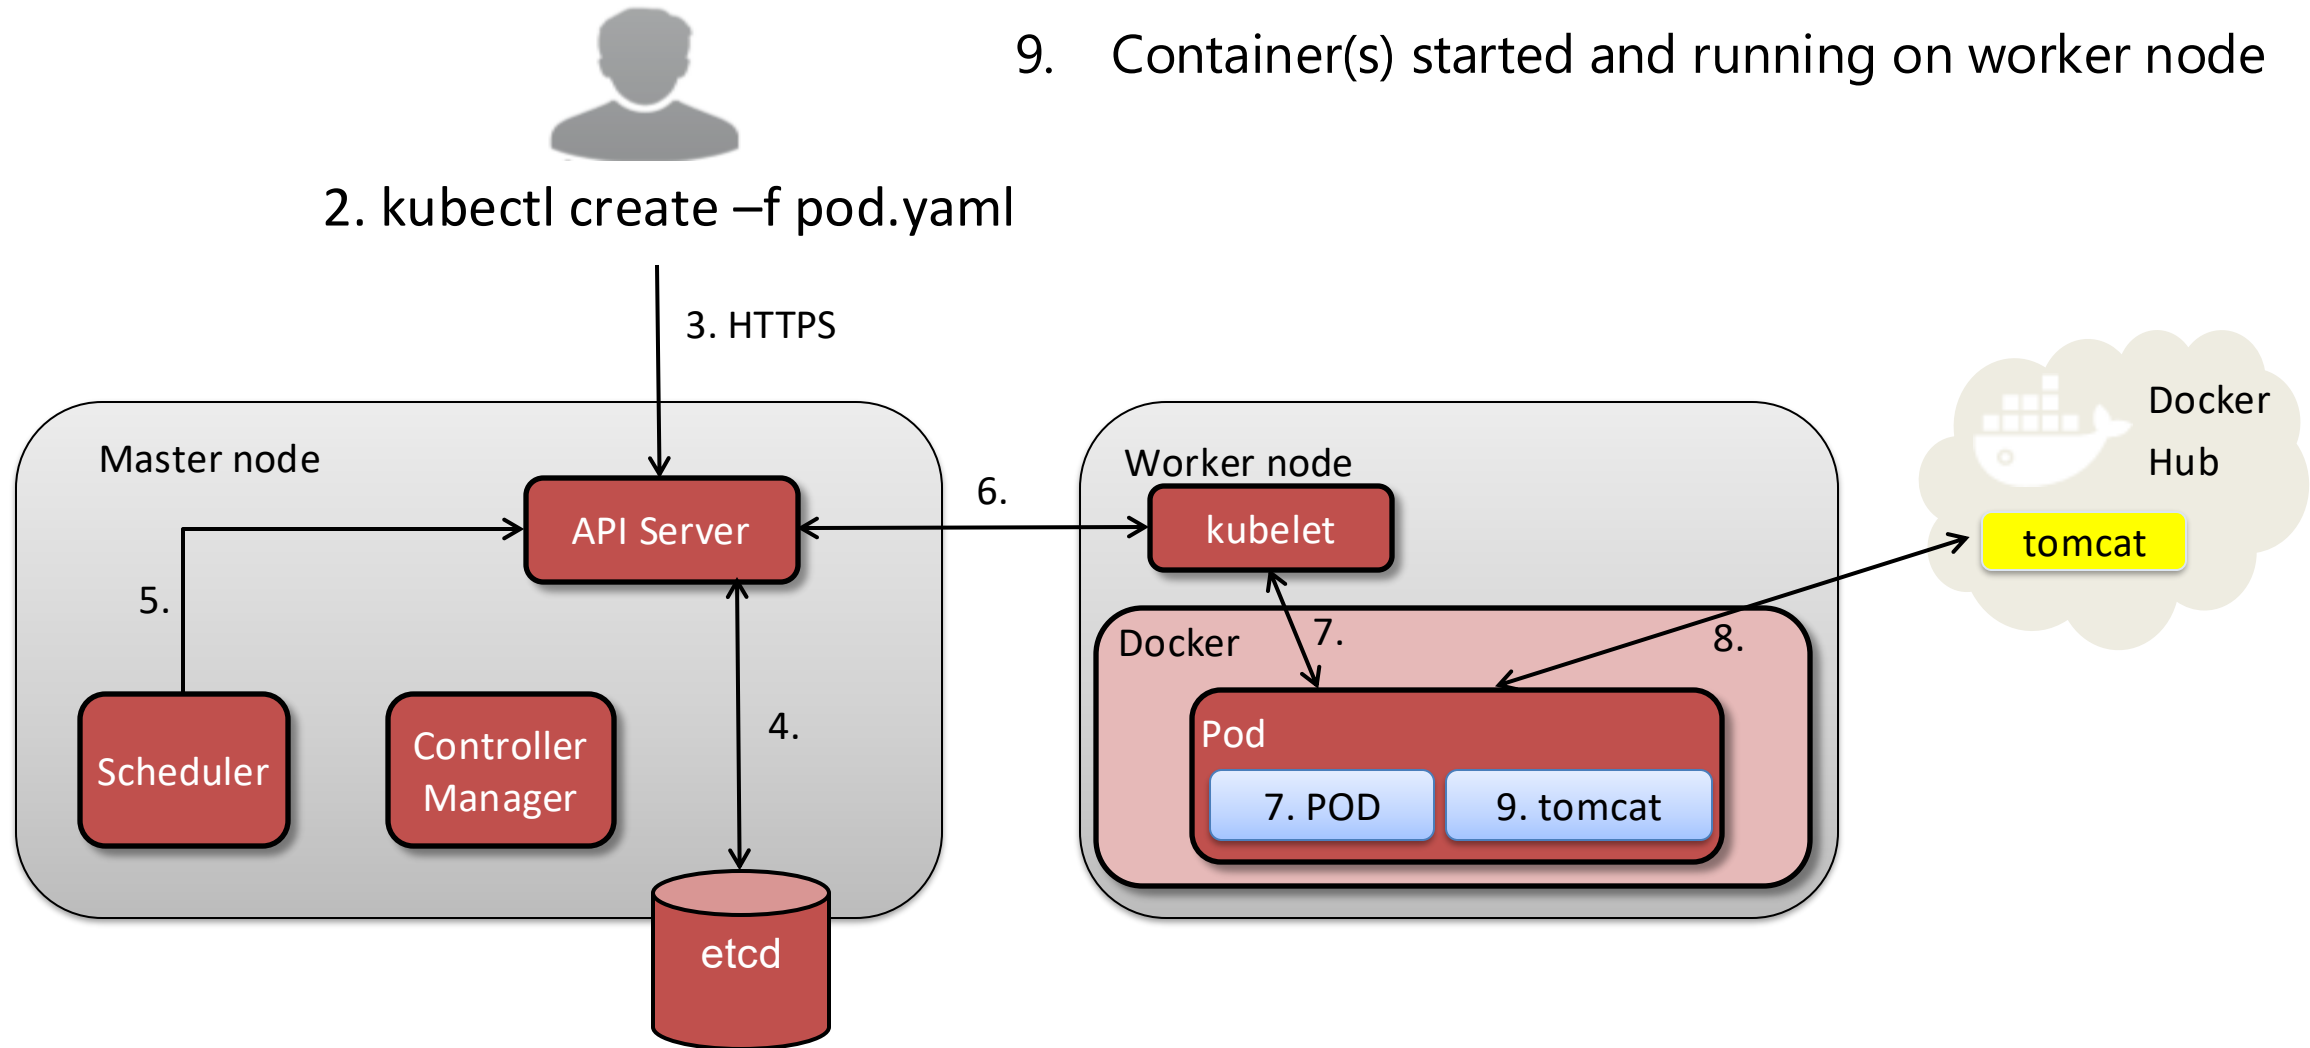 9. Container(s) started and running on worker node
2. kubectl create –f pod.yaml
3. HTTPS
Master node
API Server
5.
Scheduler
Controller
Manager
4.
etcd
6.
Worker node
kubelet
Docker
7.
8.
Pod
7. POD
9. tomcat
Docker
Hub
tomcat